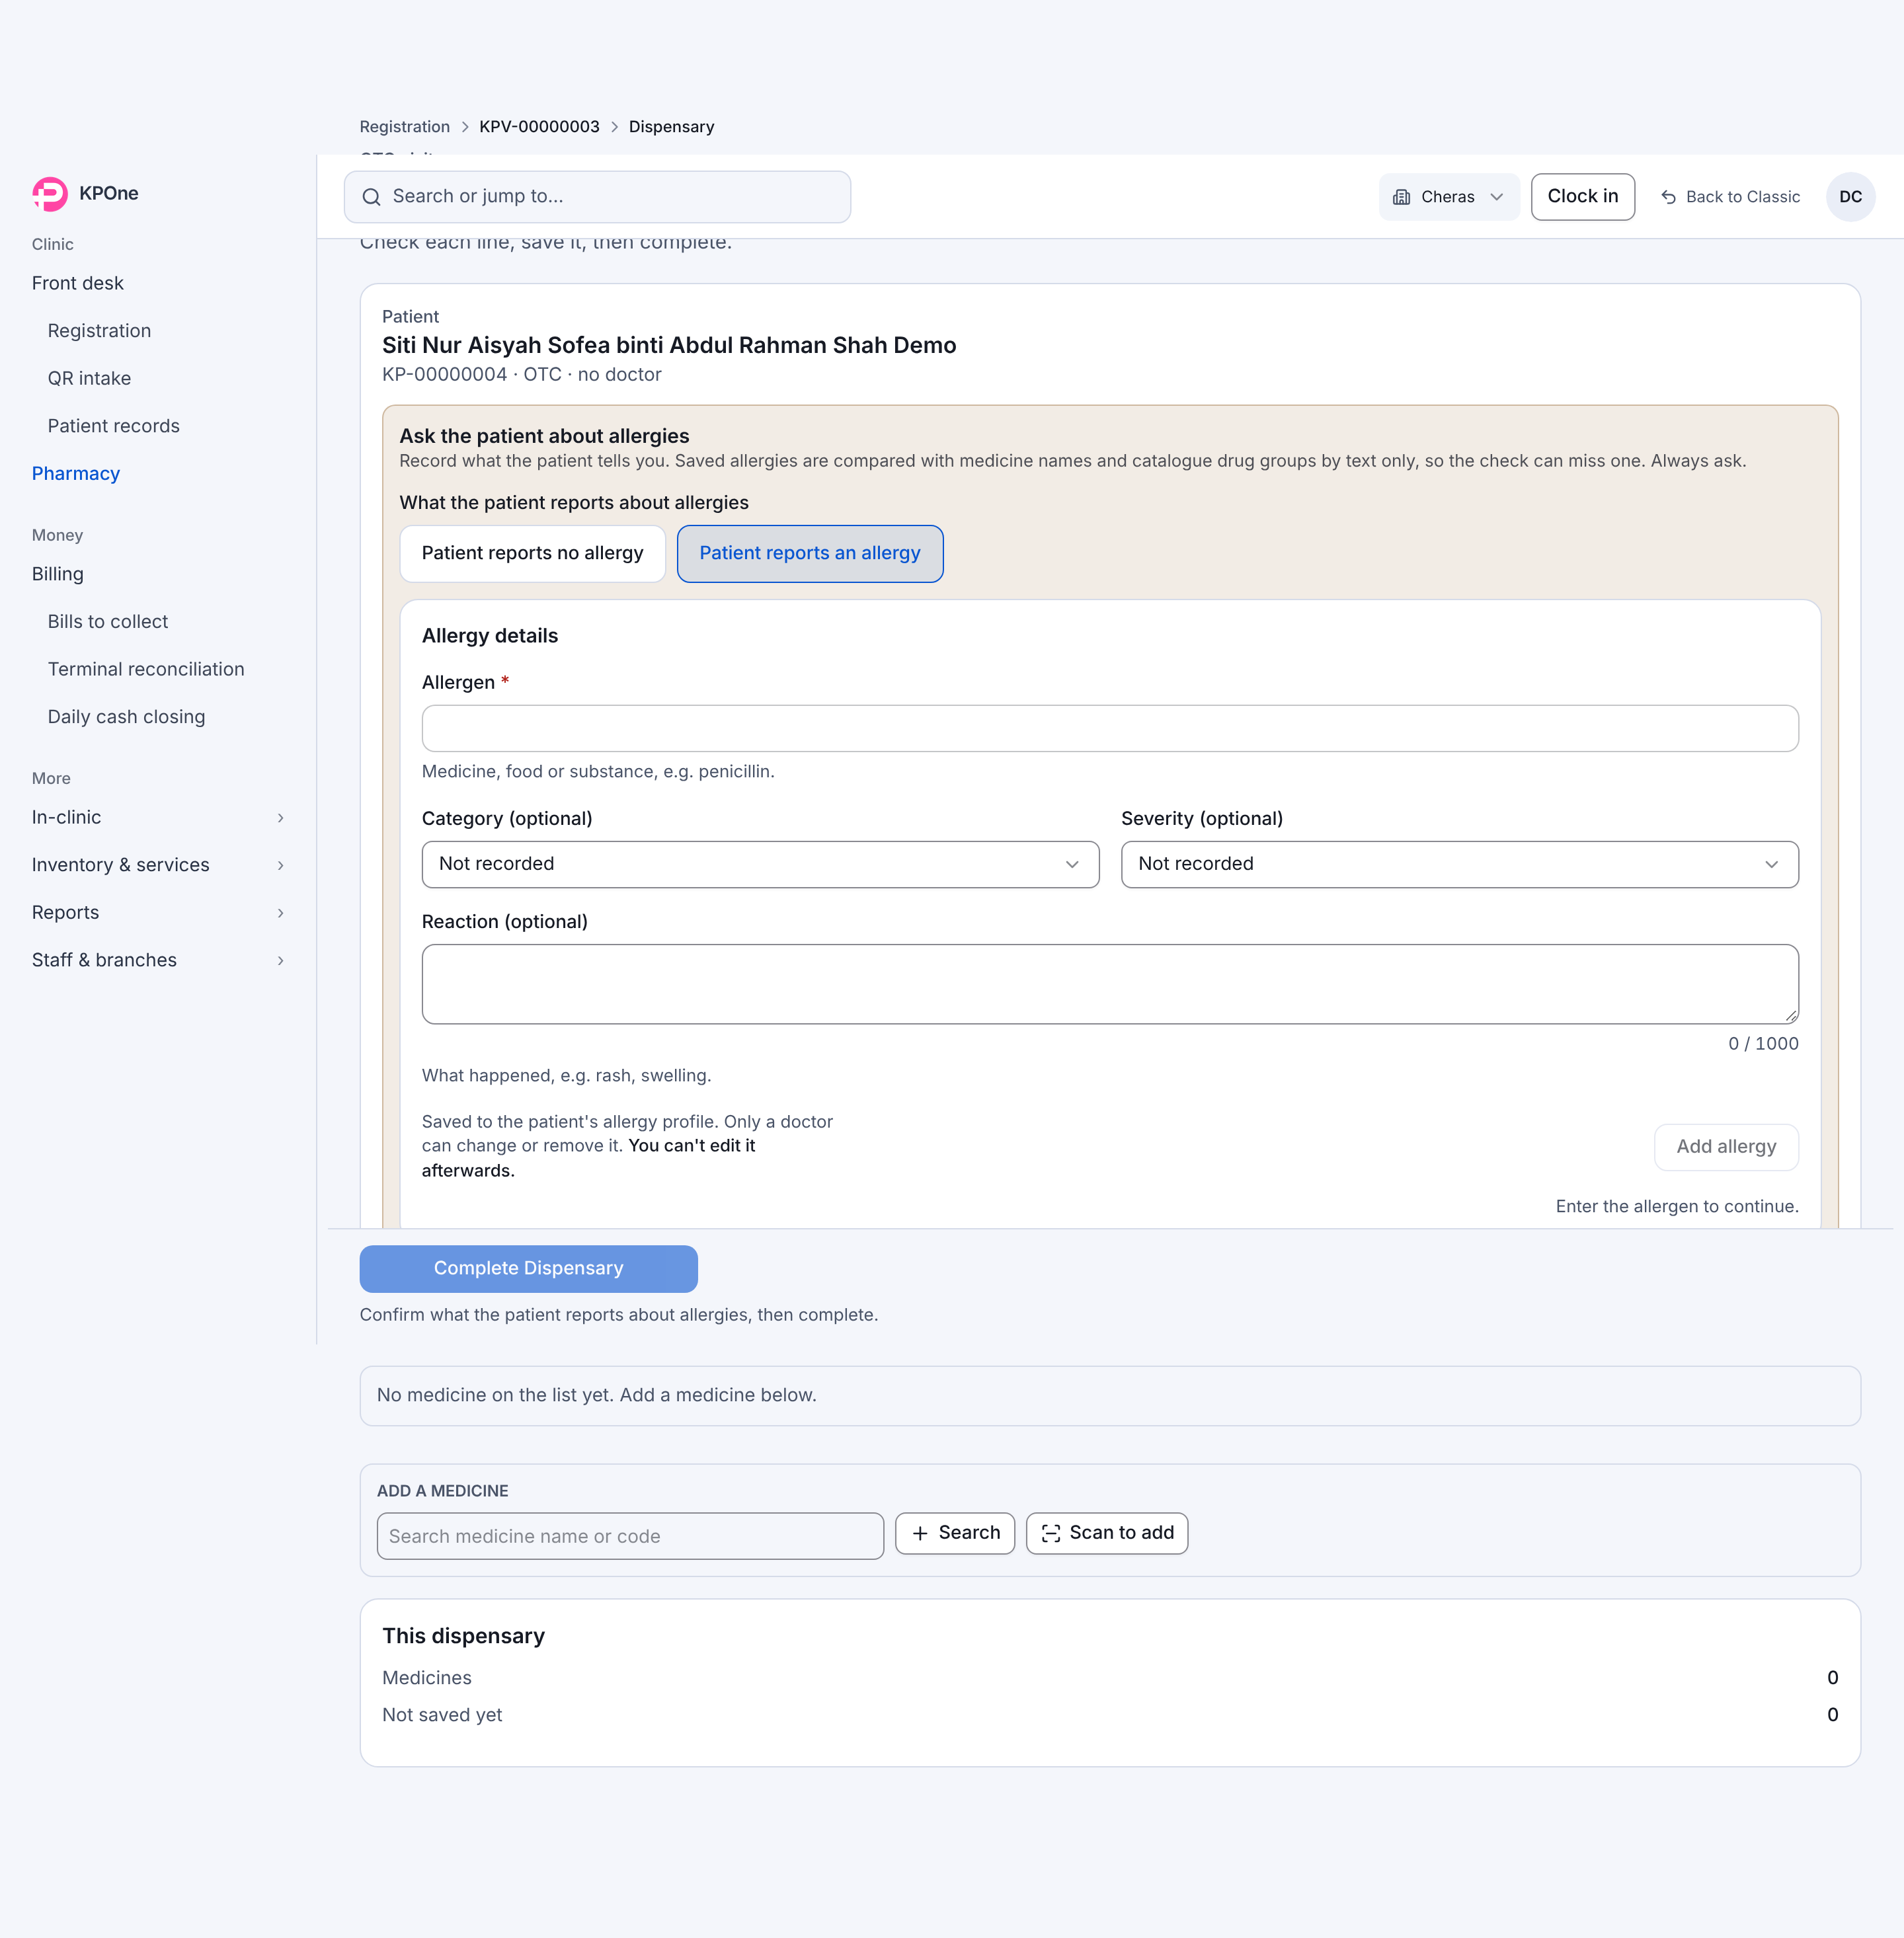 Registration > KPV-00000003 > Dispensary
KPOne
Search or jump to...
Cheras
Clock in
Back to Classic
DC
Clinic
Front desk
Registration
QR intake
Patient records
Pharmacy
Money
Billing
Bills to collect
Terminal reconciliation
Daily cash closing
More
In-clinic
Inventory & services
Reports
Staff & branches
Check each line, save it, then complete.
Patient
Siti Nur Aisyah Sofea binti Abdul Rahman Shah Demo
KP-00000004 · OTC · no doctor
Ask the patient about allergies
Record what the patient tells you. Saved allergies are compared with medicine names and catalogue drug groups by text only, so the check can miss one. Always ask.
What the patient reports about allergies
Patient reports no allergy
Patient reports an allergy
Allergy details
Allergen *
Medicine, food or substance, e.g. penicillin.
Category (optional)
Not recorded
Severity (optional)
Not recorded
Reaction (optional)
0 / 1000
What happened, e.g. rash, swelling.
Saved to the patient's allergy profile. Only a doctor
can change or remove it. You can't edit it
afterwards.
Add allergy
Enter the allergen to continue.
Complete Dispensary
Confirm what the patient reports about allergies, then complete.
No medicine on the list yet. Add a medicine below.
ADD A MEDICINE
Search medicine name or code
Search
Scan to add
This dispensary
Medicines 0
Not saved yet 0